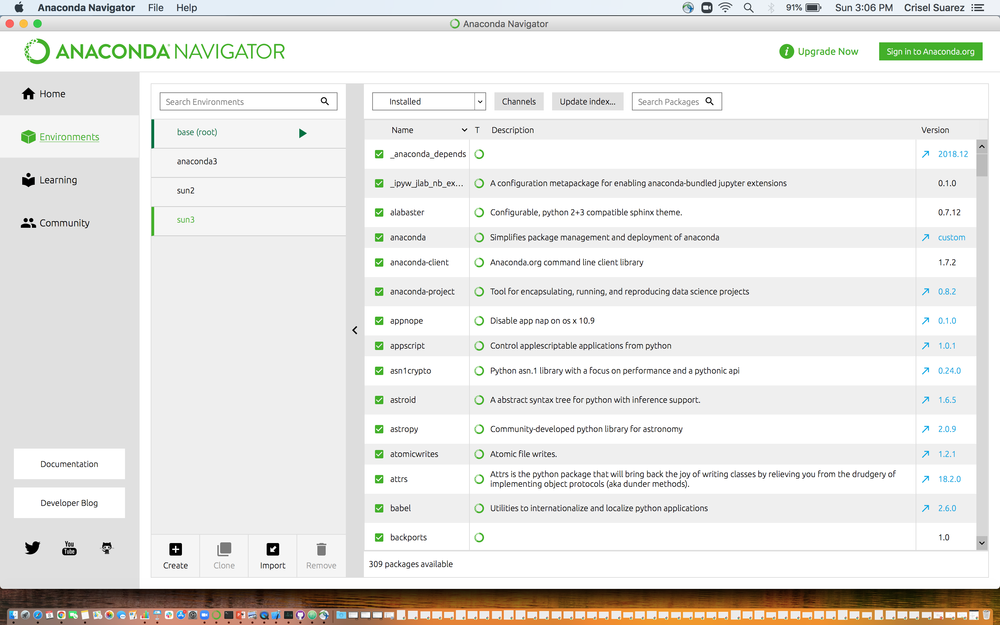 Anaconda Navigator File Help 91% Sun 3:06 PM Crisel Suarez
Anaconda Navigator
ANACONDA NAVIGATOR
i Upgrade Now Sign in to Anaconda.org
Home
Environments
Learning
Community
Documentation
Developer Blog
You
Tube
Search Environments
base (root)
anaconda3
sun2
sun3
Create Clone Import Remove
Installed Channels Update index... Search Packages
Name T Description Version
_anaconda_depends 2018.12
_ipyw_jlab_nb_ex... A configuration metapackage for enabling anaconda-bundled jupyter extensions 0.1.0
alabaster Configurable, python 2+3 compatible sphinx theme. 0.7.12
anaconda Simplifies package management and deployment of anaconda custom
anaconda-client Anaconda.org command line client library 1.7.2
anaconda-project Tool for encapsulating, running, and reproducing data science projects 0.8.2
appnope Disable app nap on os x 10.9 0.1.0
appscript Control applescriptable applications from python 1.0.1
asn1crypto Python asn.1 library with a focus on performance and a pythonic api 0.24.0
astroid A abstract syntax tree for python with inference support. 1.6.5
astropy Community-developed python library for astronomy 2.0.9
atomicwrites Atomic file writes. 1.2.1
attrs Attrs is the python package that will bring back the joy of writing classes by relieving you from the drudgery of
implementing object protocols (aka dunder methods). 18.2.0
babel Utilities to internationalize and localize python applications 2.6.0
backports 1.0
309 packages available
8